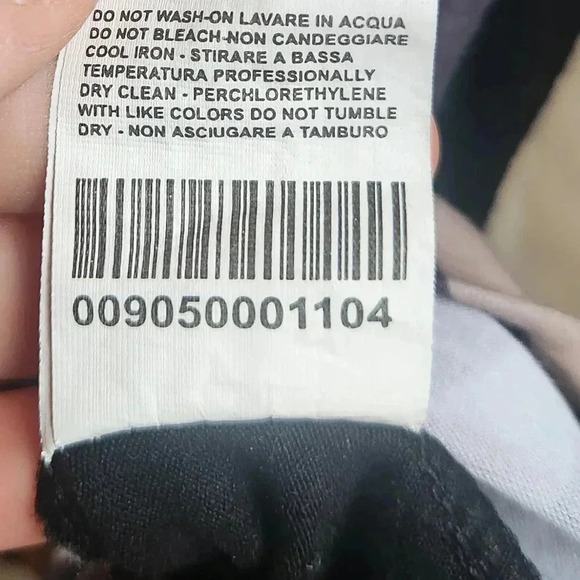 DO NOT WASH-ON LAVARE IN ACQUA
DO NOT BLEACH-NON CANDEGGIARE
COOL IRON - STIRARE A BASSA
TEMPERATURA PROFESSIONALLY
DRY CLEAN - PERCHLORETHYLENE
WITH LIKE COLORS DO NOT TUMBLE
DRY - NON ASCIUGARE A TAMBURO
009050001104